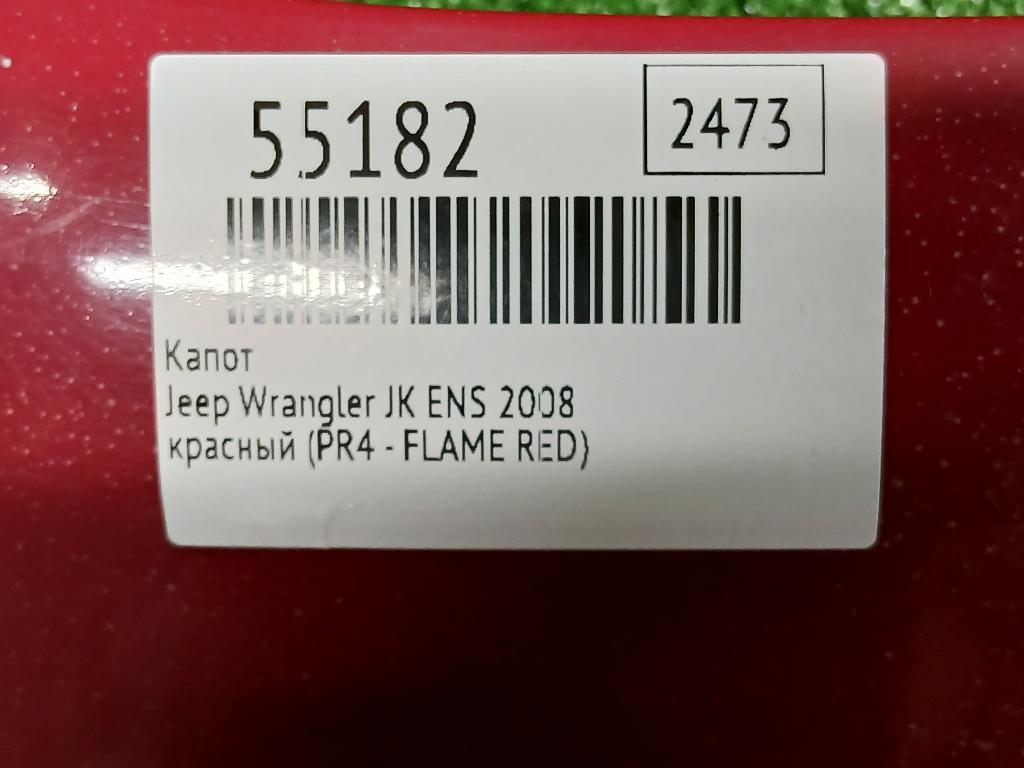 55182
2473
Капот
Jeep Wrangler JK ENS 2008
красный (PR4 - FLAME RED)